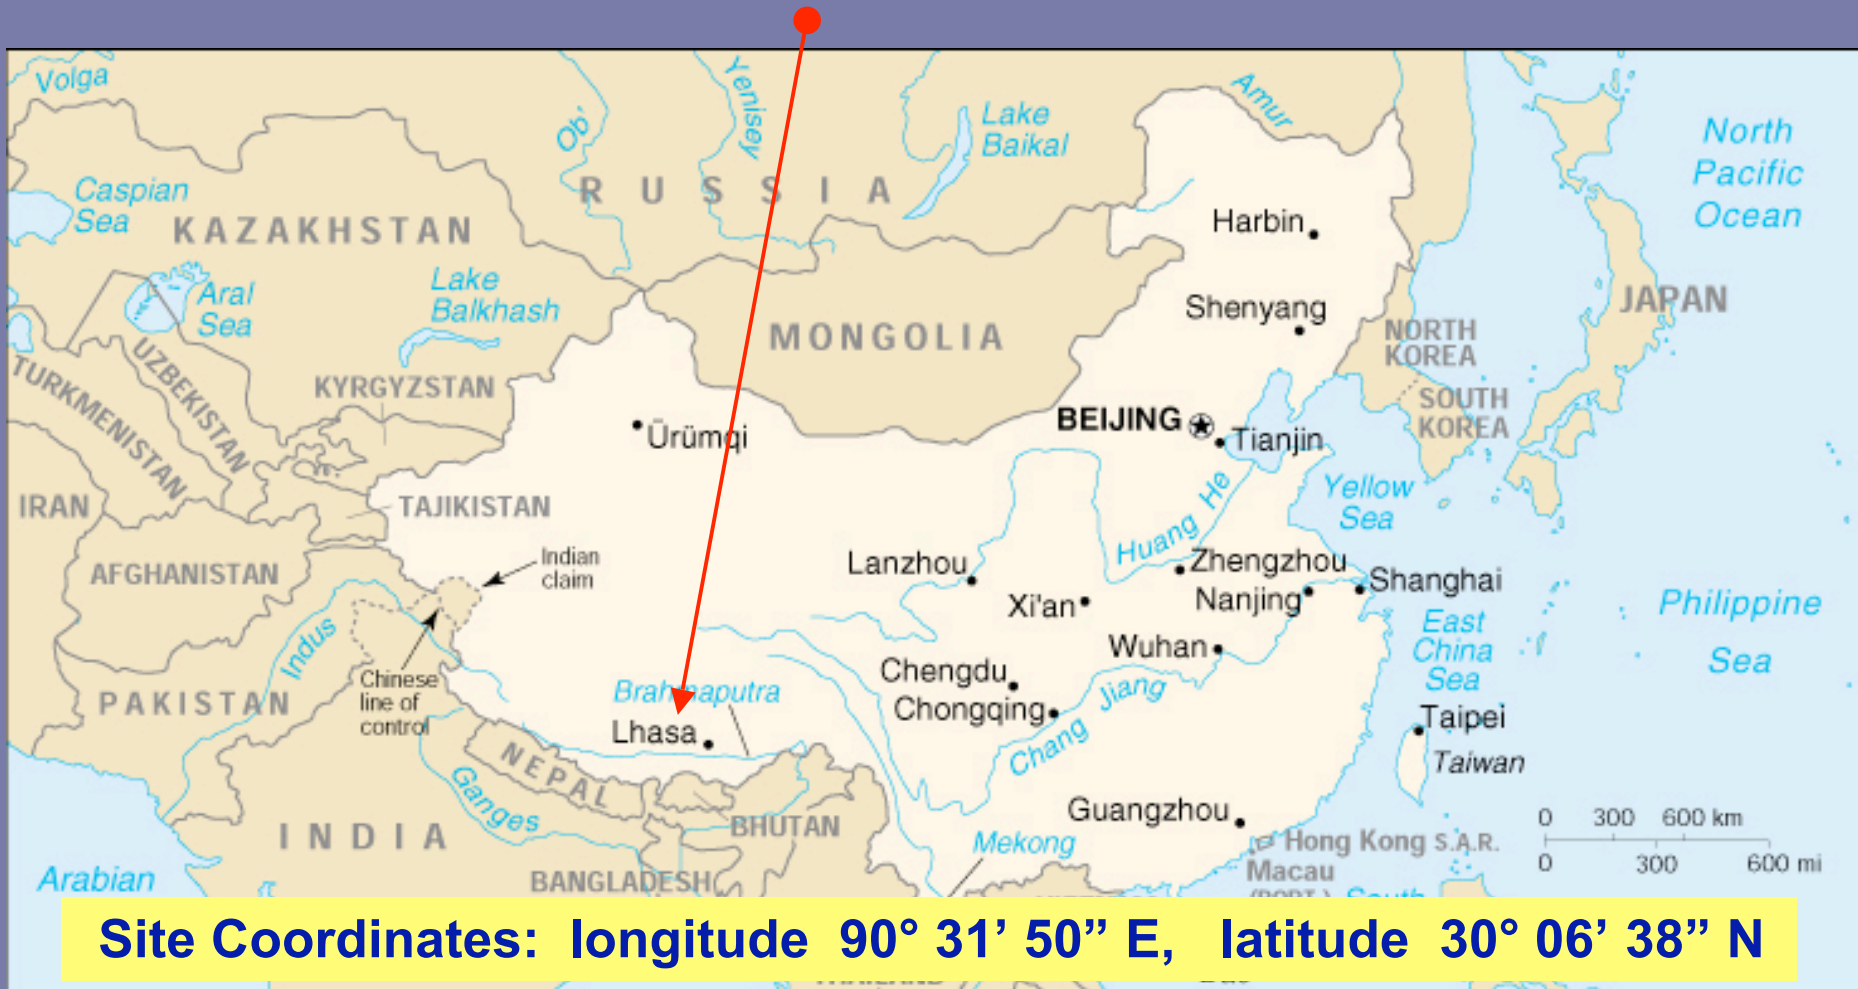 Volga
Ob'
Yenisey
Lake
Baikal
Amur
North
Pacific
Ocean
Caspian
Sea
RUSSIA
KAZAKHSTAN
Harbin
Aral
Sea
Lake
Balkhash
Shenyang
JAPAN
MONGOLIA
NORTH
KOREA
UZBEKISTAN
TURKMENISTAN
KYRGYZSTAN
SOUTH
KOREA
BEIJING
Tianjin
Ürümqi
IRAN
TAJIKISTAN
Yellow
Sea
Huang He
AFGHANISTAN
Indian
claim
Lanzhou
Zhengzhou
Shanghai
Xi'an
Nanjing
Philippine
Sea
East
China
Sea
Indus
Wuhan
Chinese
line of
control
PAKISTAN
Brahmaputra
Chengdu
Chongqing
Chang Jiang
Lhasa
Taipei
Taiwan
NEPAL
Ganges
INDIA
BHUTAN
Guangzhou
0 300 600 km
0 300 600 mi
Mekong
Hong Kong S.A.R.
Macau
(PORT.)
South
Arabian
BANGLADESH
Site Coordinates: longitude 90° 31’ 50” E, latitude 30° 06’ 38” N